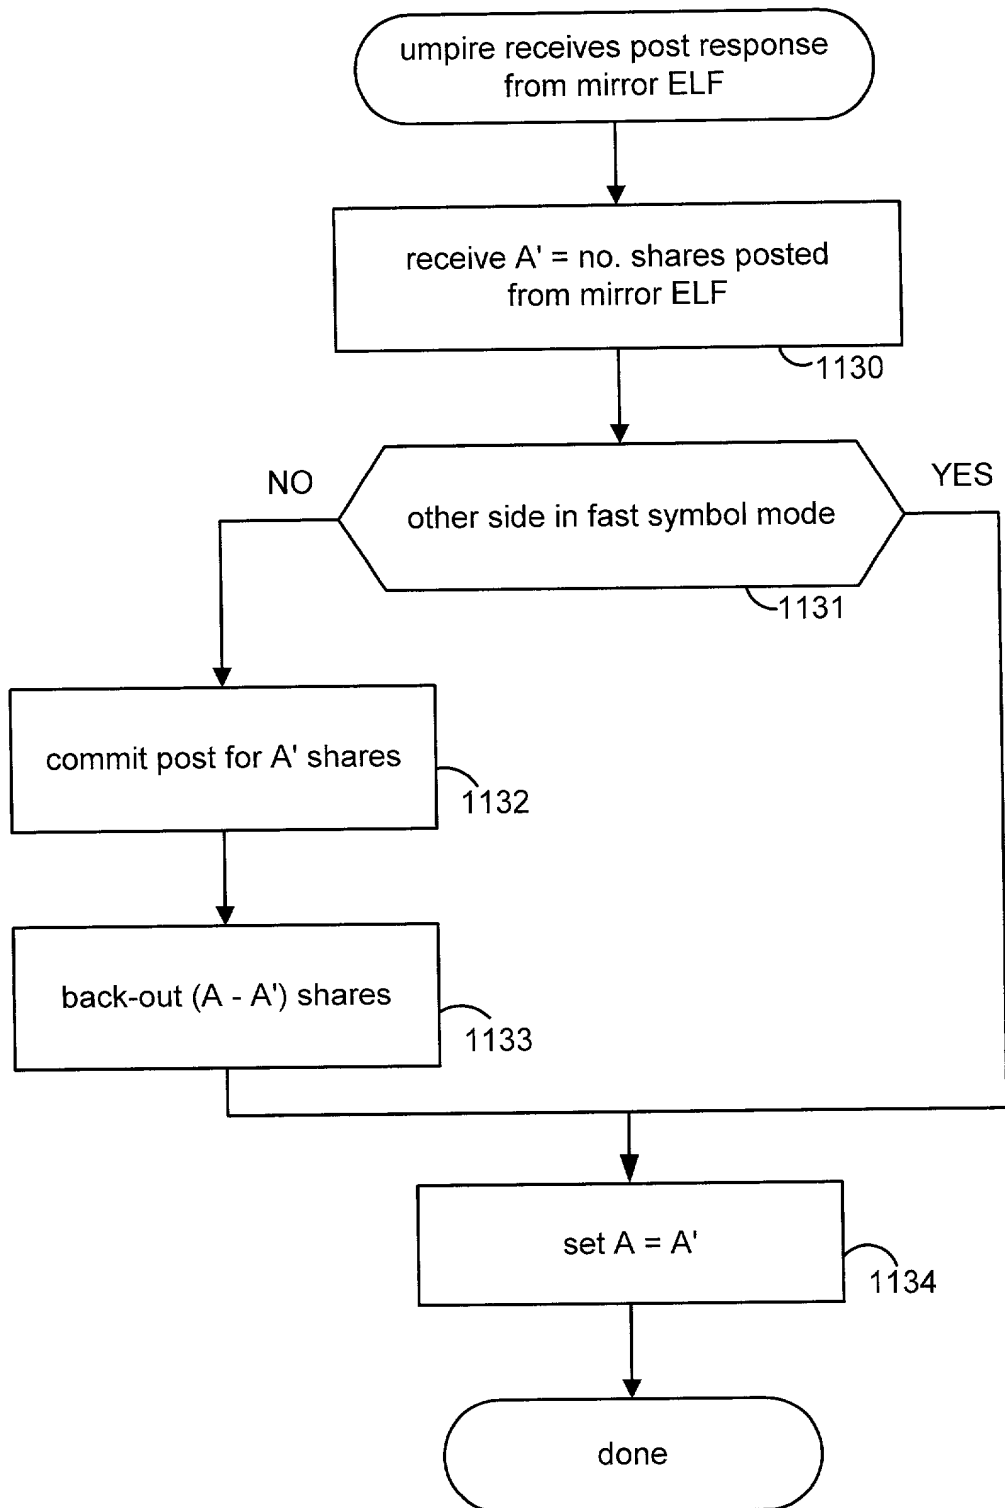 umpire receives post response
from mirror ELF
receive A' = no. shares posted
from mirror ELF
1130
NO
YES
other side in fast symbol mode
1131
commit post for A' shares
1132
back-out (A - A') shares
1133
set A = A'
1134
done